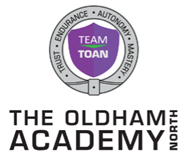 TRUST · ENDURANCE · AUTONOMY · MASTERY ·
TEAM
TOAN
THE OLDHAM
ACADEMY
NORTH